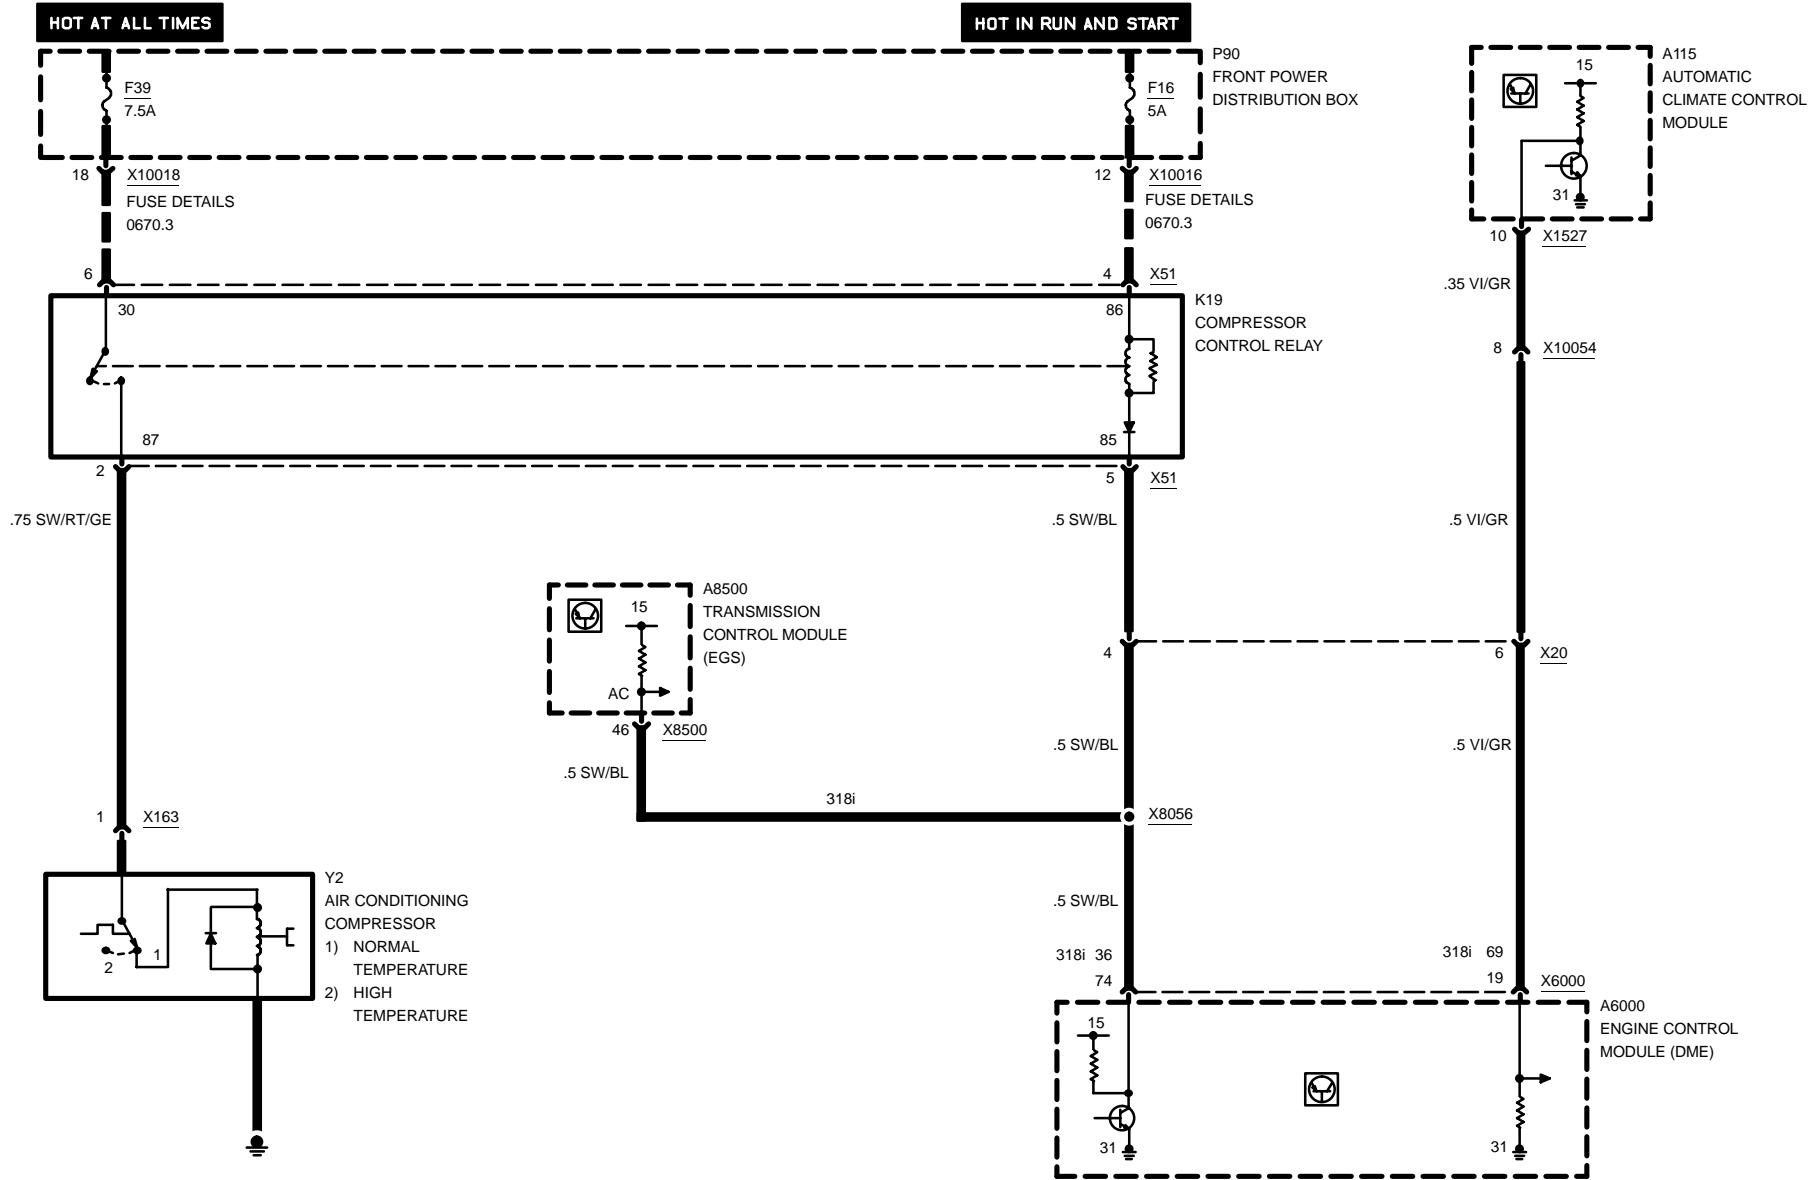 HOT AT ALL TIMES
HOT IN RUN AND START
F39
7.5A
F16
5A
P90
FRONT POWER
DISTRIBUTION BOX
15
31
A115
AUTOMATIC
CLIMATE CONTROL
MODULE
18
X10018
FUSE DETAILS
0670.3
12
X10016
FUSE DETAILS
0670.3
10
X1527
.35 VI/GR
6
4
X51
30
86
K19
COMPRESSOR
CONTROL RELAY
8
X10054
87
85
2
5
X51
.75 SW/RT/GE
.5 SW/BL
.5 VI/GR
15
AC
A8500
TRANSMISSION
CONTROL MODULE
(EGS)
4
6
X20
46
X8500
.5 SW/BL
.5 SW/BL
.5 VI/GR
318i
X8056
1
X163
Y2
AIR CONDITIONING
COMPRESSOR
1) NORMAL
TEMPERATURE
2) HIGH
TEMPERATURE
1
2
.5 SW/BL
318i 36
74
318i 69
19
X6000
15
31
31
A6000
ENGINE CONTROL
MODULE (DME)